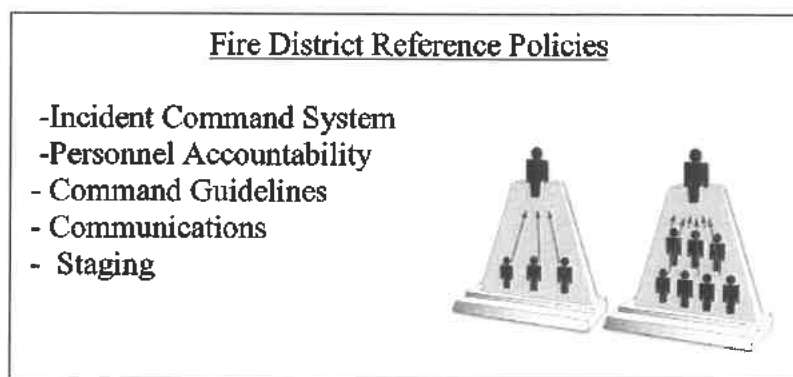 Fire District Reference Policies
-Incident Command System
-Personnel Accountability
- Command Guidelines
- Communications
- Staging